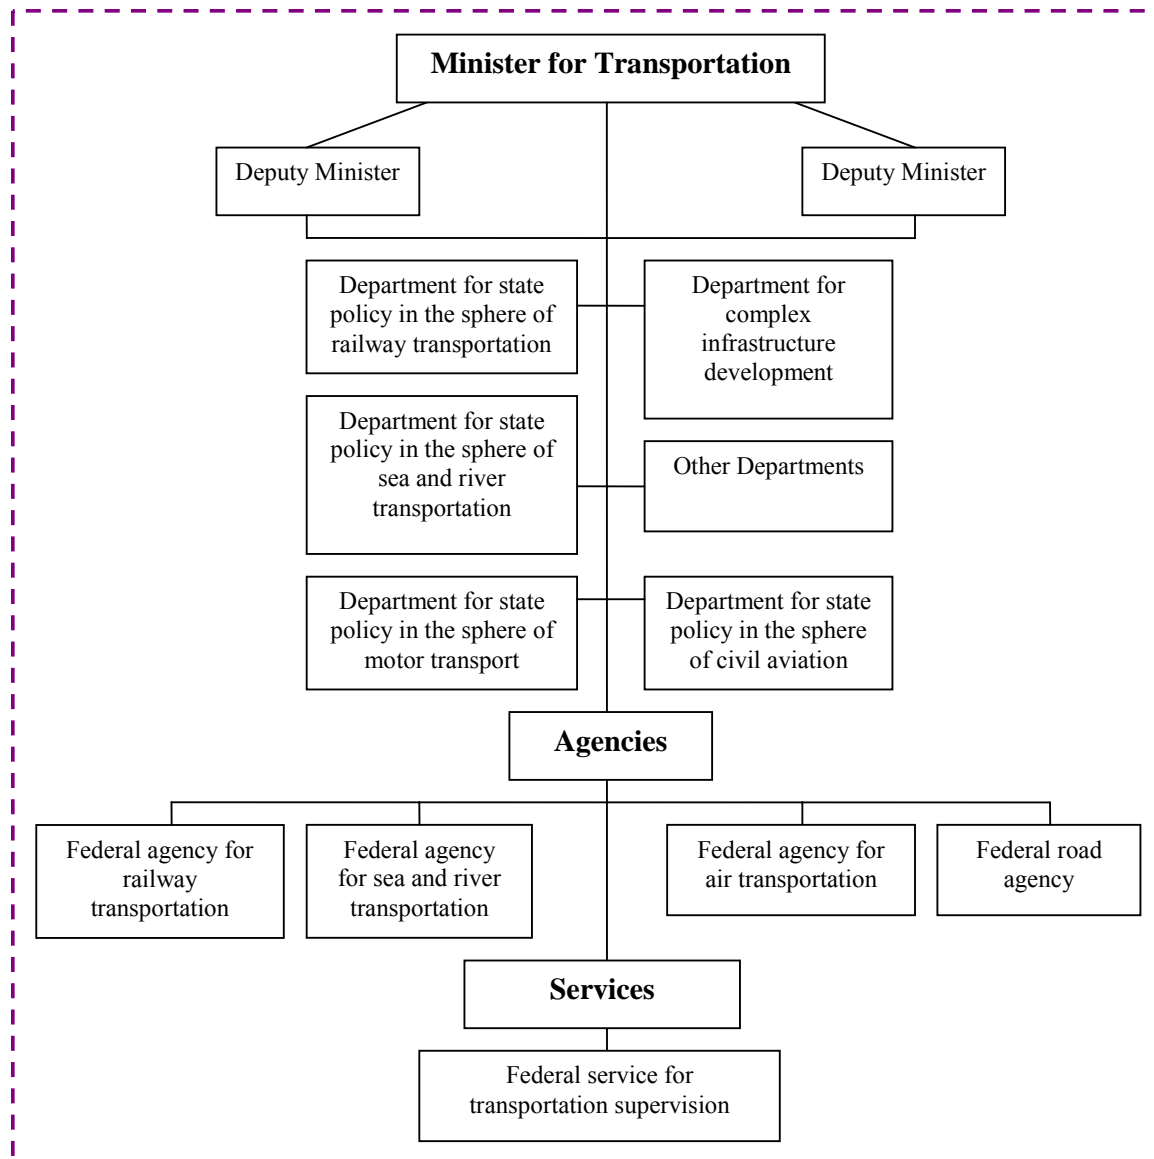 Minister for Transportation
Deputy Minister
Deputy Minister
Department for state
policy in the sphere of
railway transportation
Department for
complex
infrastructure
development
Department for state
policy in the sphere of
sea and river
transportation
Other Departments
Department for state
policy in the sphere of
motor transport
Department for state
policy in the sphere
of civil aviation
Agencies
Federal agency for
railway
transportation
Federal agency
for sea and river
transportation
Federal agency for
air transportation
Federal road
agency
Services
Federal service for
transportation supervision